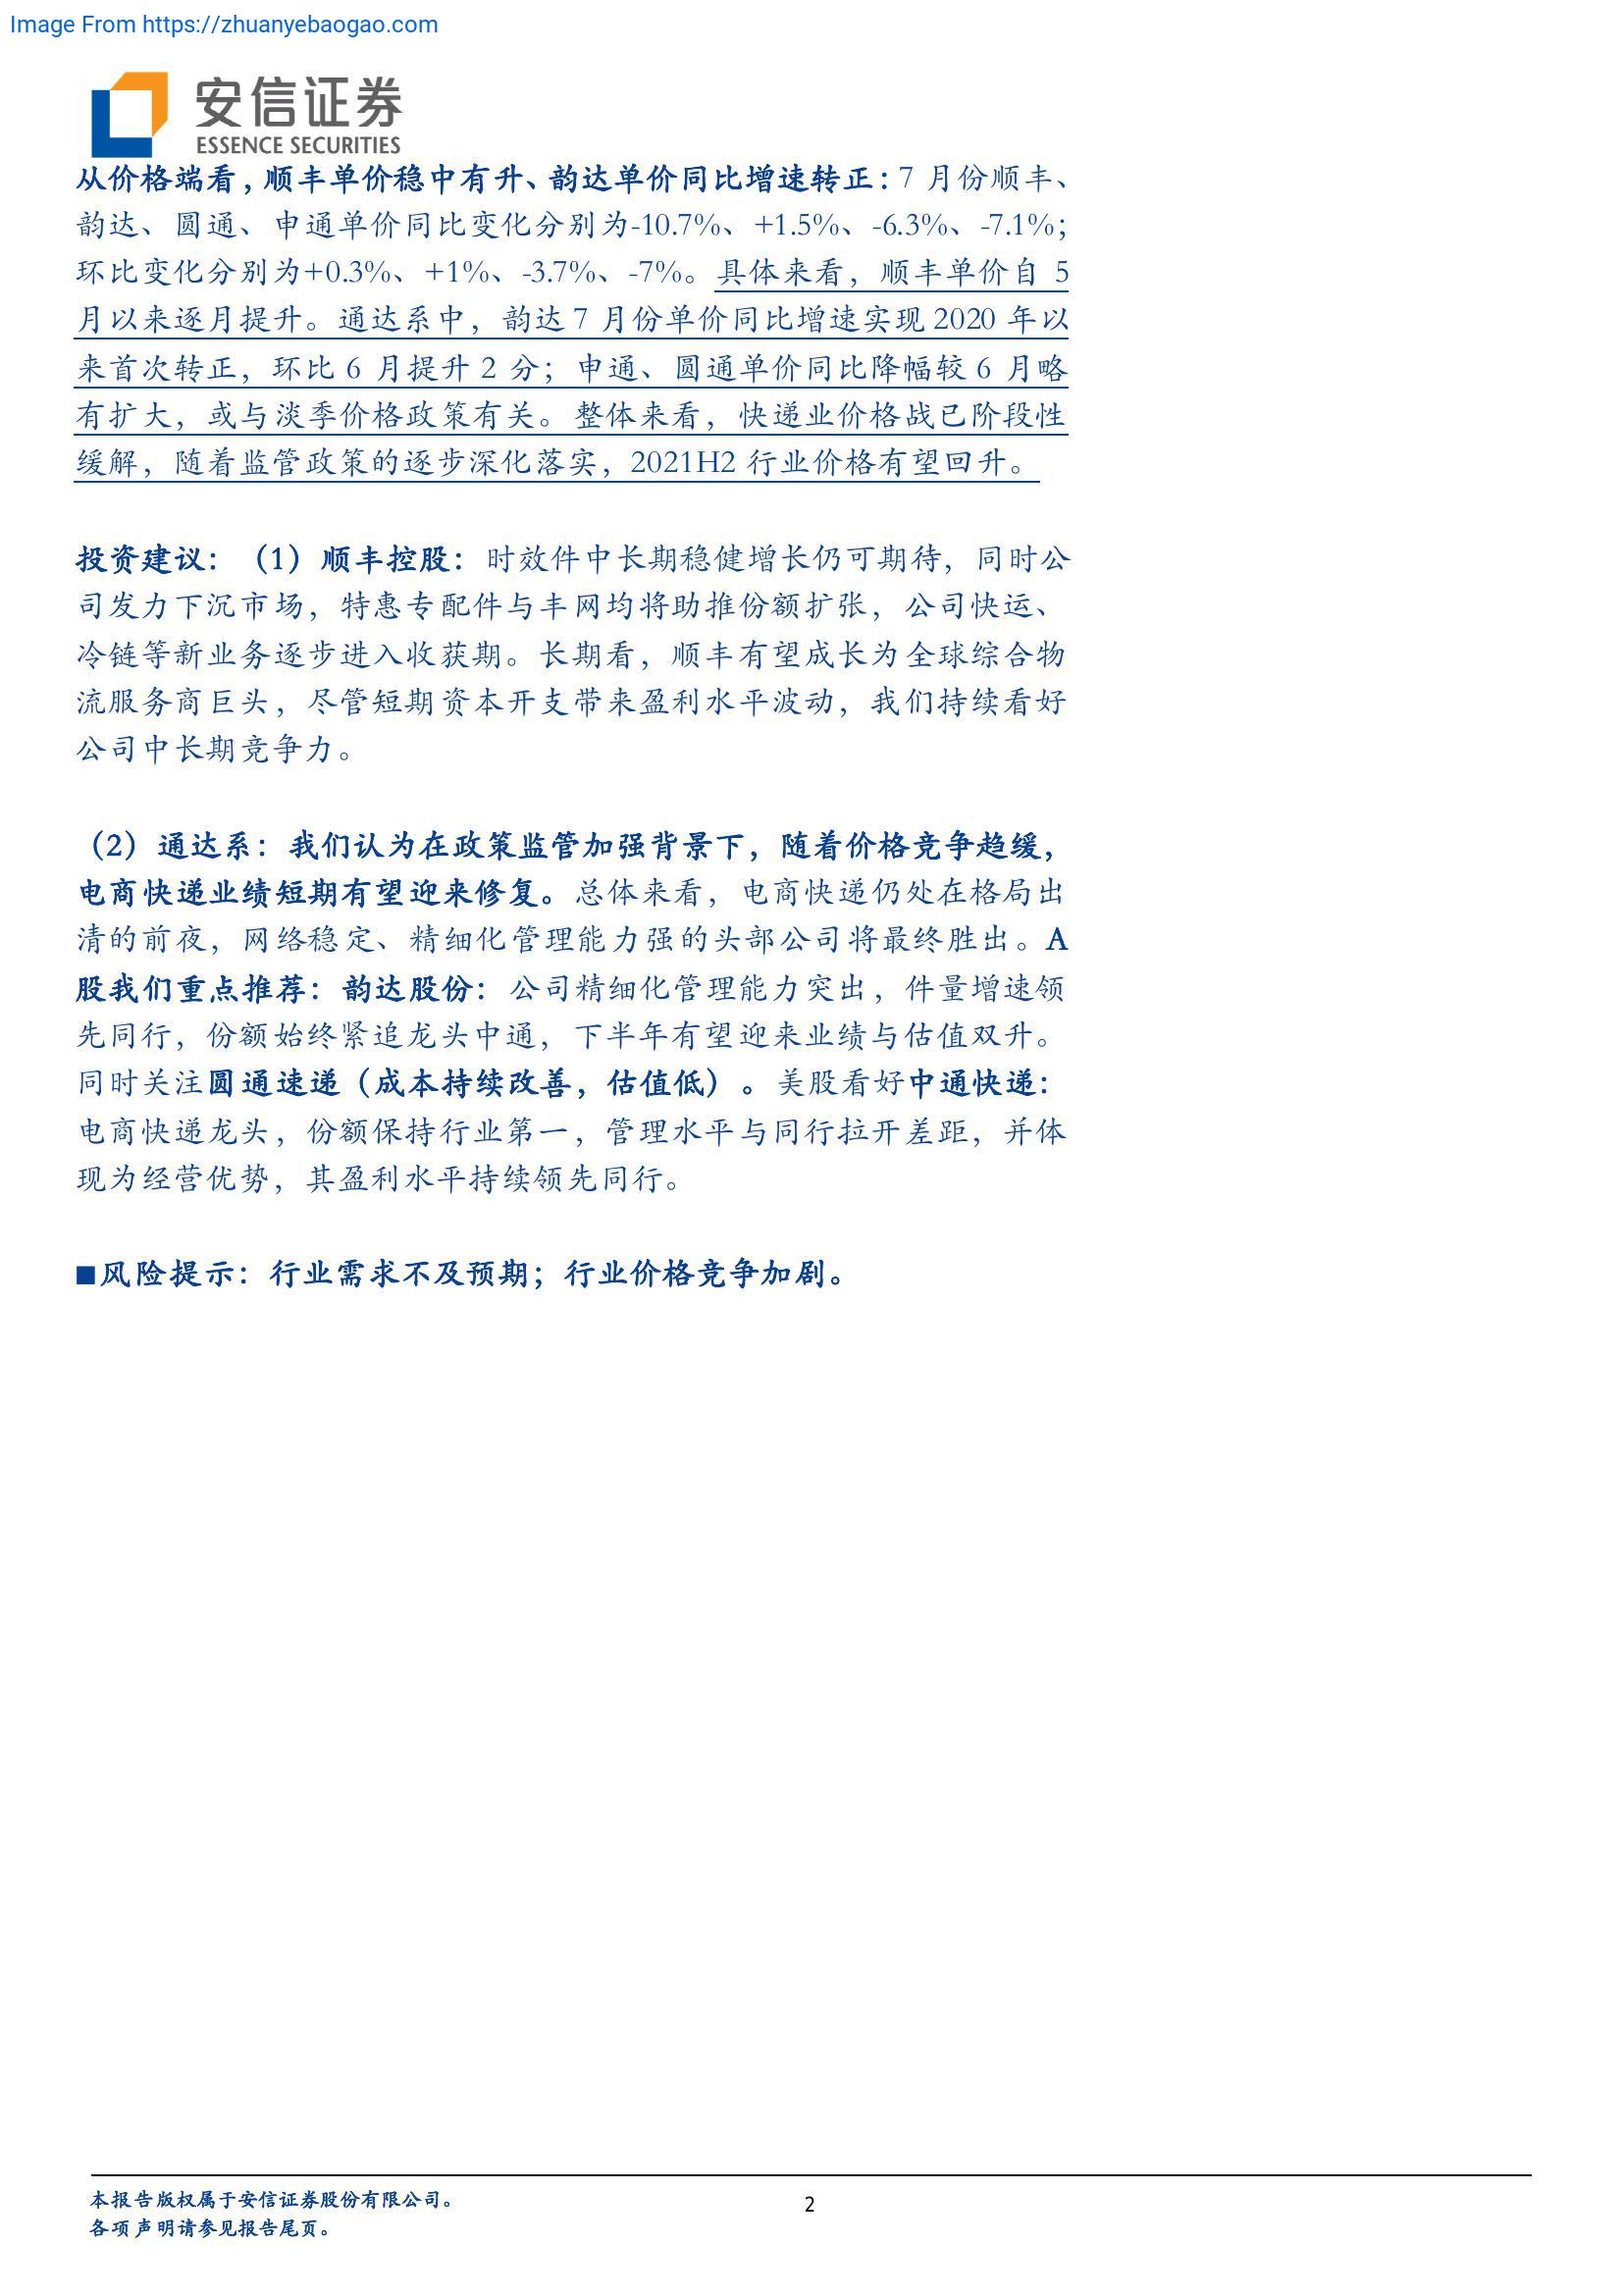 Image From https://zhuanyebaogao.com
安信证券
ESSENCE SECURITIES
从价格端看，顺丰单价稳中有升、韵达单价同比增速转正：7 月份顺丰、
韵达、圆通、申通单价同比变化分别为-10.7%、+1.5%、-6.3%、-7.1%；
环比变化分别为+0.3%、+1%、-3.7%、-7%。具体来看，顺丰单价自 5
月以来逐月提升。通达系中，韵达 7 月份单价同比增速实现 2020 年以
来首次转正，环比 6 月提升 2 分；申通、圆通单价同比降幅较 6 月略
有扩大，或与淡季价格政策有关。整体来看，快递业价格战已阶段性
缓解，随着监管政策的逐步深化落实，2021H2 行业价格有望回升。
投资建议：（1）顺丰控股：时效件中长期稳健增长仍可期待，同时公
司发力下沉市场，特惠专配件与丰网均将助推份额扩张，公司快运、
冷链等新业务逐步进入收获期。长期看，顺丰有望成长为全球综合物
流服务商巨头，尽管短期资本开支带来盈利水平波动，我们持续看好
公司中长期竞争力。
（2）通达系：我们认为在政策监管加强背景下，随着价格竞争趋缓，
电商快递业绩短期有望迎来修复。总体来看，电商快递仍处在格局出
清的前夜，网络稳定、精细化管理能力强的头部公司将最终胜出。A
股我们重点推荐：韵达股份：公司精细化管理能力突出，件量增速领
先同行，份额始终紧追龙头中通，下半年有望迎来业绩与估值双升。
同时关注圆通速递（成本持续改善，估值低）。美股看好中通快递：
电商快递龙头，份额保持行业第一，管理水平与同行拉开差距，并体
现为经营优势，其盈利水平持续领先同行。
■风险提示：行业需求不及预期；行业价格竞争加剧。
本报告版权属于安信证券股份有限公司。
2
各项声明请参见报告尾页。